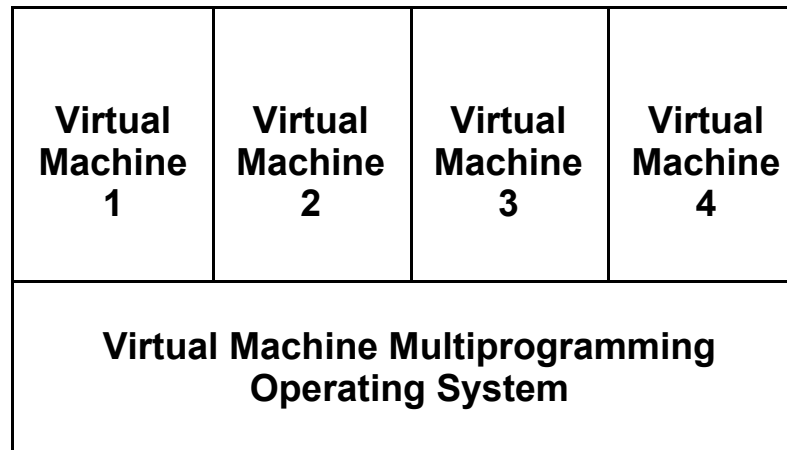 Virtual
Machine
1
Virtual
Machine
2
Virtual
Machine
3
Virtual
Machine
4
Virtual Machine Multiprogramming
Operating System